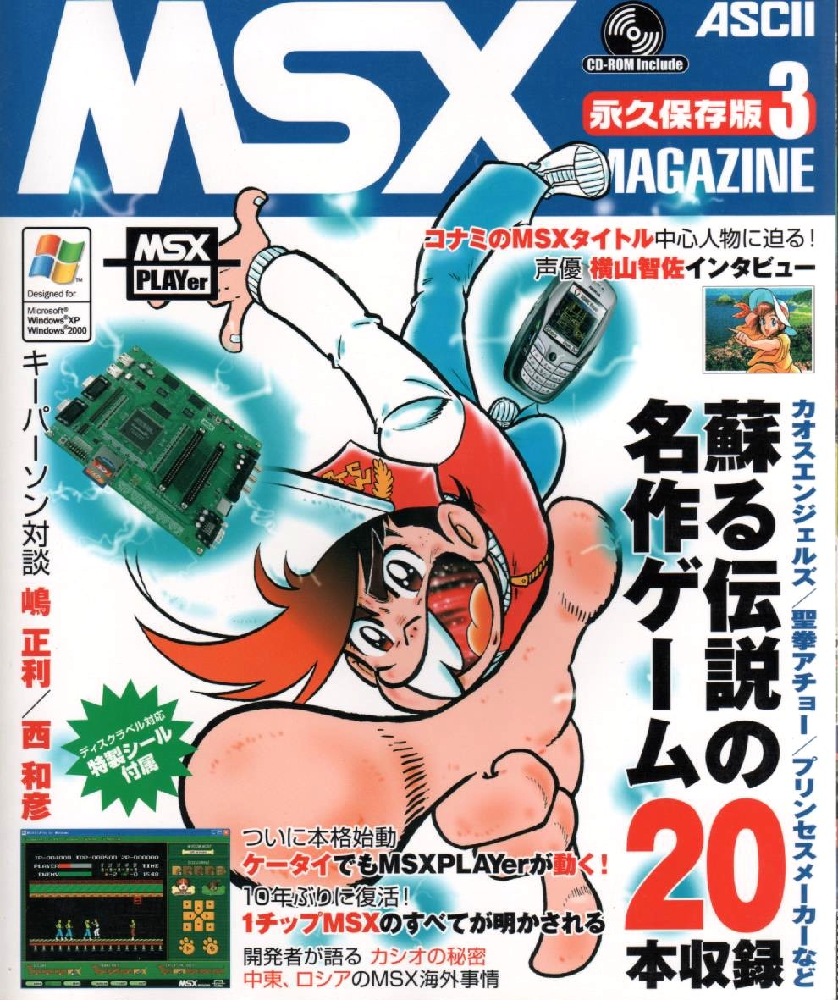 MSX
CD-ROM Include
ASCII
永久保存版 3
MAGAZINE
Designed for
Microsoft®
Windows®XP
Windows®2000
MSX
PLAYer
コナミのMSXタイトル中心人物に迫る!
声優 横山智佐インタビュー
キーパーソン対談 嶋 正利/西 和彦
カオスエンジェルズ/聖拳アチョー/プリンセスメーカーなど
蘇る伝説の
名作ゲーム
20
本収録
ディスクラベル対応
特製シール
付属
1P-004000 TOP-008500 2P-000000
PLAYER TIME
ENEMY
1540
ついに本格始動
ケータイでもMSXPLAYerが動く!
10年ぶりに復活!
1チップMSXのすべてが明かされる
開発者が語る カシオの秘密
中東、ロシアのMSX海外事情